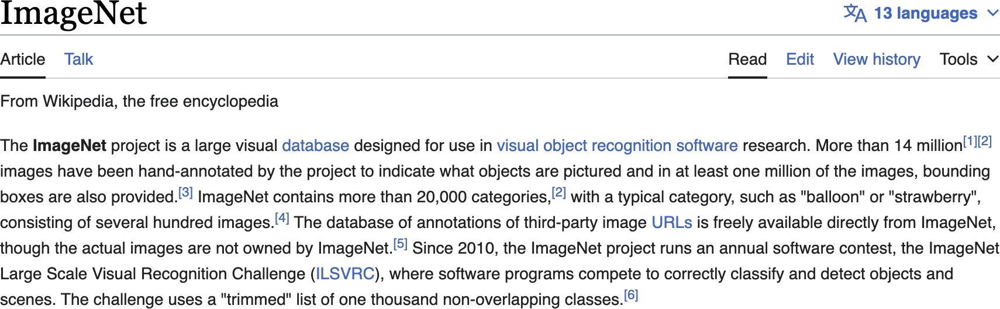 ImageNet
13 languages
Article Talk Read Edit View history Tools
From Wikipedia, the free encyclopedia
The ImageNet project is a large visual database designed for use in visual object recognition software research. More than 14 million[1][2]
images have been hand-annotated by the project to indicate what objects are pictured and in at least one million of the images, bounding
boxes are also provided.[3] ImageNet contains more than 20,000 categories,[2] with a typical category, such as "balloon" or "strawberry",
consisting of several hundred images.[4] The database of annotations of third-party image URLs is freely available directly from ImageNet,
though the actual images are not owned by ImageNet.[5] Since 2010, the ImageNet project runs an annual software contest, the ImageNet
Large Scale Visual Recognition Challenge (ILSVRC), where software programs compete to correctly classify and detect objects and
scenes. The challenge uses a "trimmed" list of one thousand non-overlapping classes.[6]